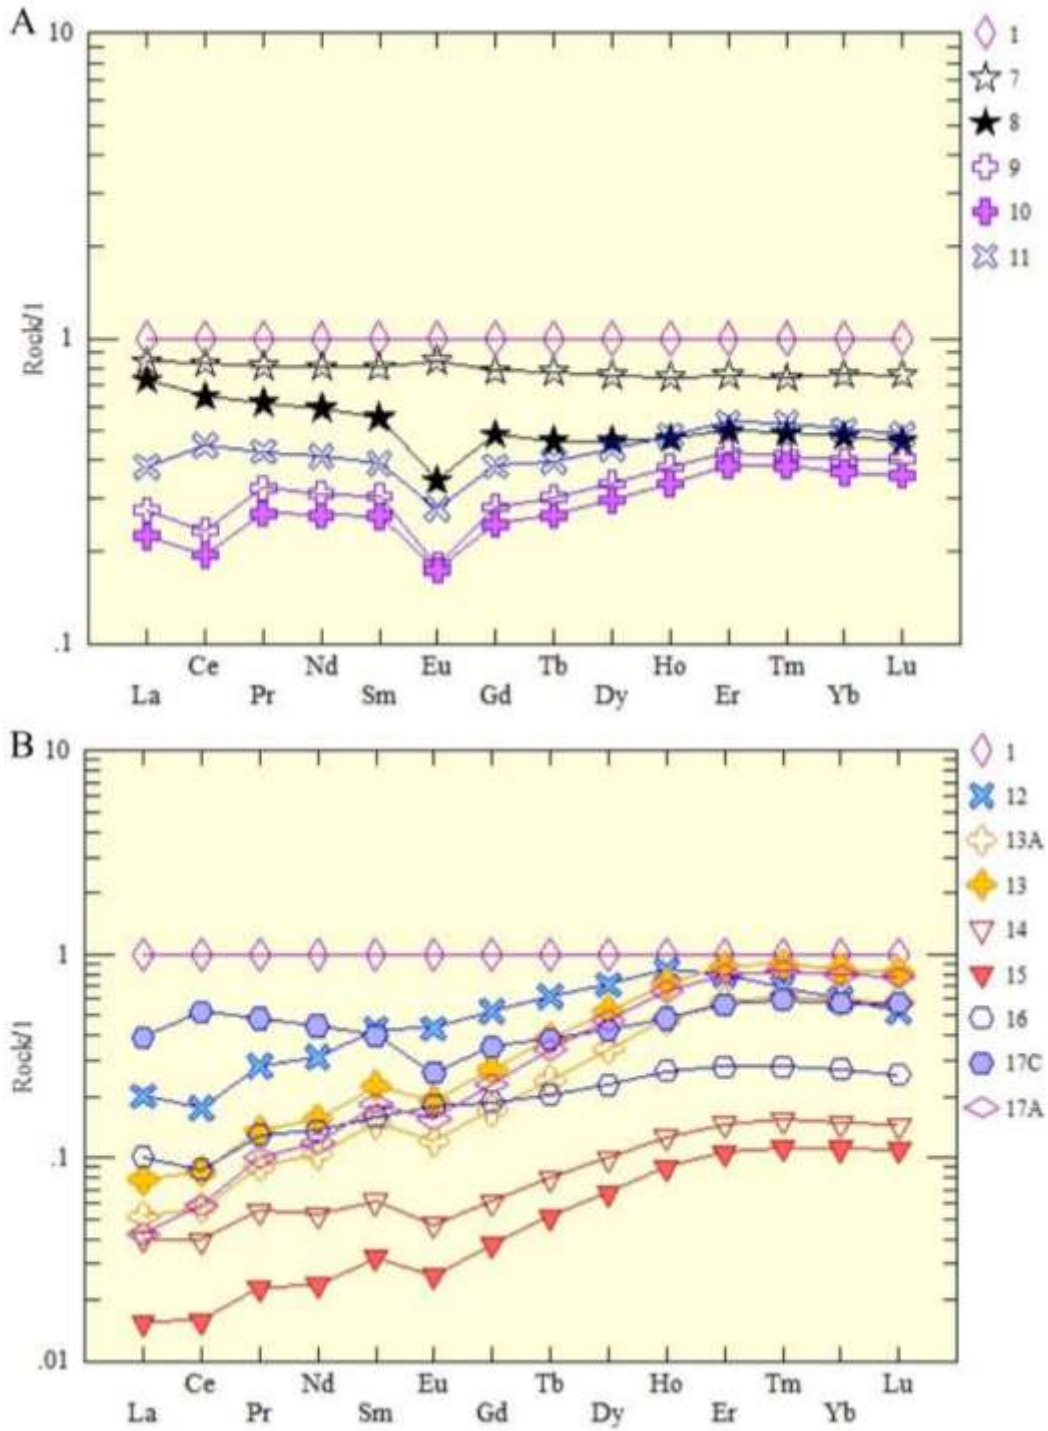 A
10
1
.1
Rock/1
1
7
8
9
10
11
Ce Nd Eu Tb Ho Tm Lu
La Pr Sm Gd Dy Er Yb
B
10
1
.1
.01
Rock/1
1
12
13A
13
14
15
16
17C
17A
Ce Nd Eu Tb Ho Tm Lu
La Pr Sm Gd Dy Er Yb